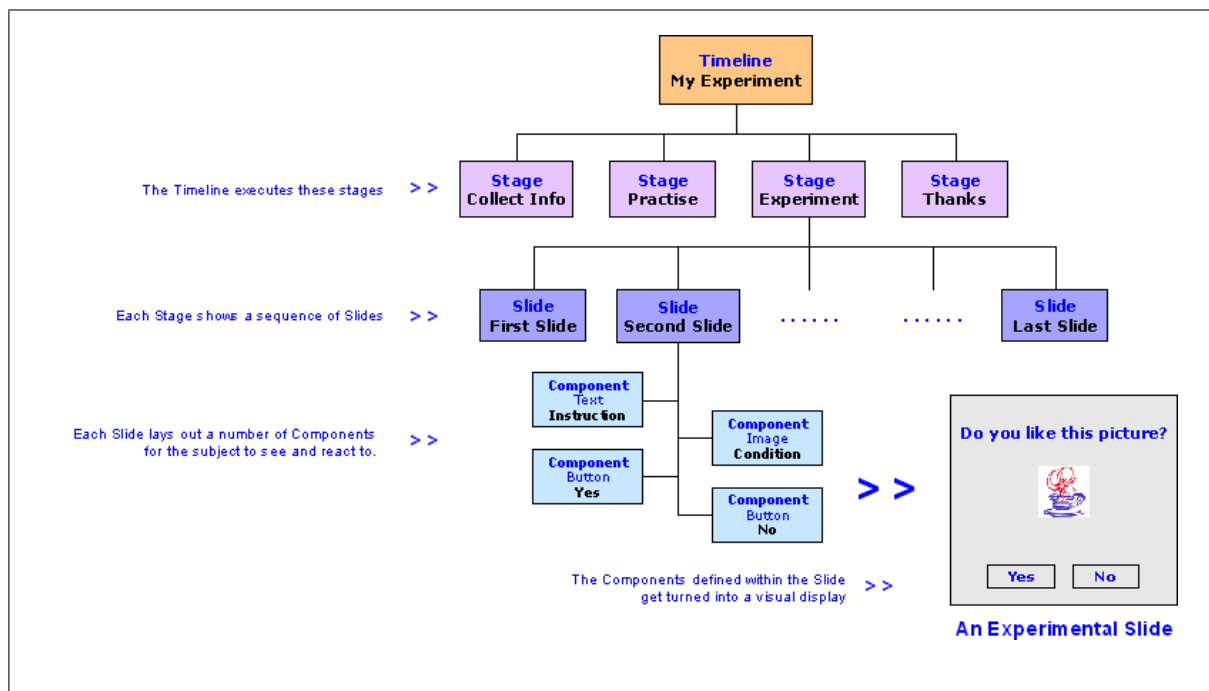 Timeline
My Experiment
The Timeline executes these stages
> >
Stage
Collect Info
Stage
Practise
Stage
Experiment
Stage
Thanks
Each Stage shows a sequence of Slides
> >
Slide
First Slide
Slide
Second Slide
......
......
Slide
Last Slide
Each Slide lays out a number of Components
for the subject to see and react to.
> >
Component
Text
Instruction
Component
Image
Condition
Component
Button
Yes
Component
Button
No
> >
Do you like this picture?
Yes
No
The Components defined within the Slide
get turned into a visual display
> >
An Experimental Slide